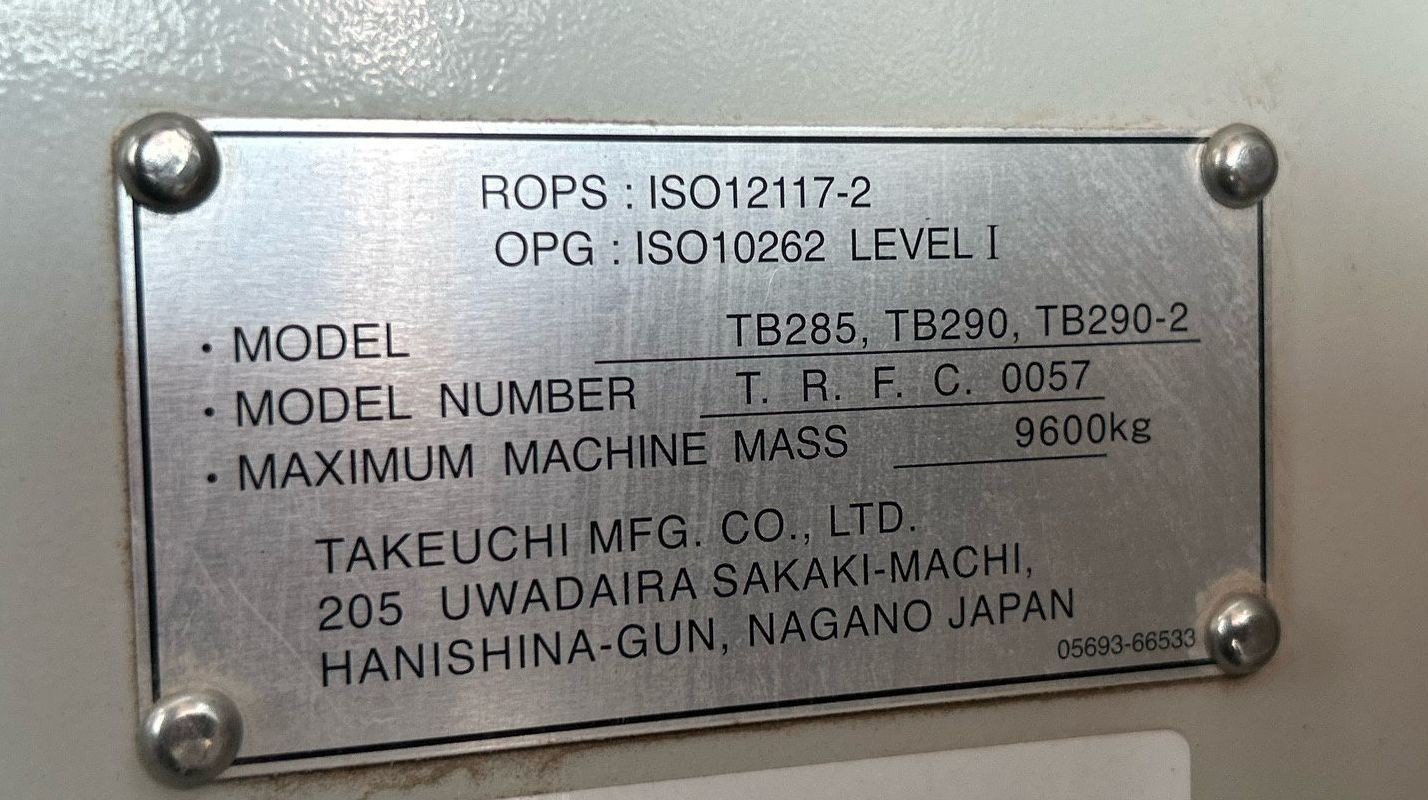 ROPS : ISO12117-2
OPG : ISO10262 LEVEL I
· MODEL TB285, TB290, TB290-2
· MODEL NUMBER T. R. F. C. 0057
· MAXIMUM MACHINE MASS 9600kg
TAKEUCHI MFG. CO., LTD.
205 UWADAIRA SAKAKI-MACHI,
HANISHINA-GUN, NAGANO JAPAN
05693-66533